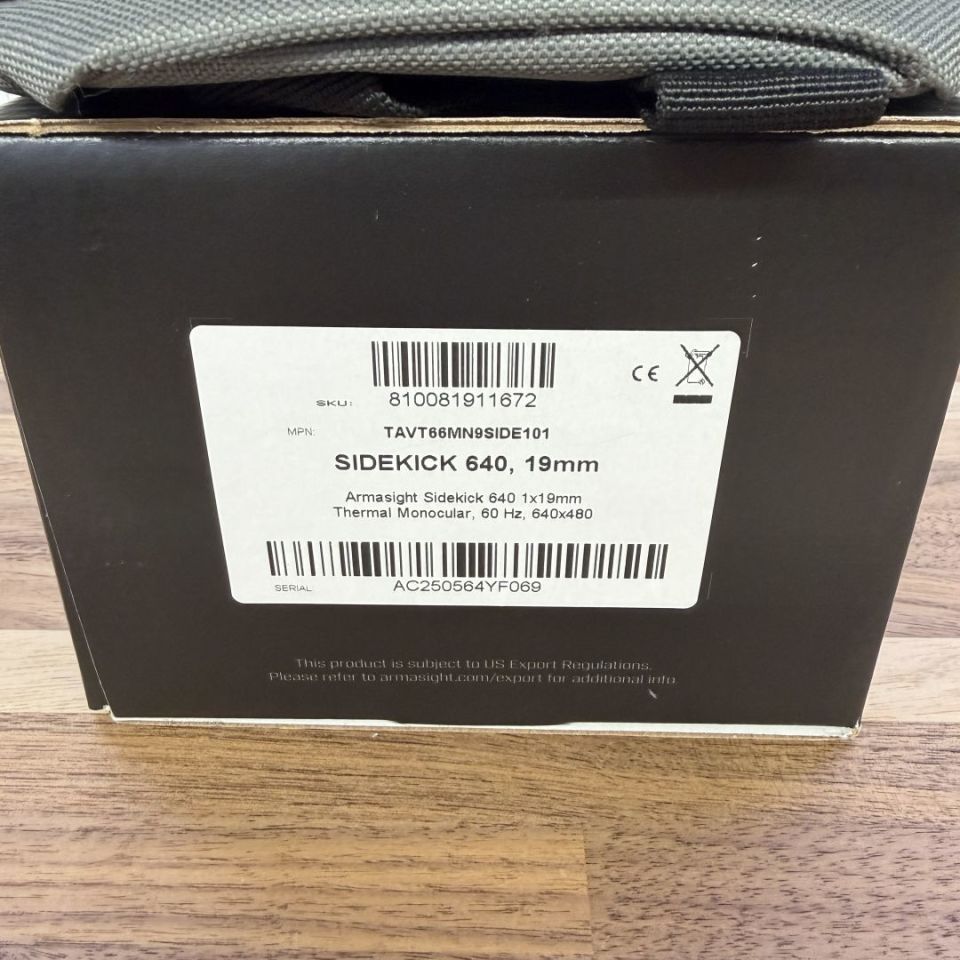 SKU: 810081911672
CE
MPN: TAVT66MN9SIDE101
SIDEKICK 640, 19mm
Armasight Sidekick 640 1x19mm
Thermal Monocular, 60 Hz, 640x480
SERIAL: AC250564YF069
This product is subject to US Export Regulations.
Please refer to armasight.com/export for additional info